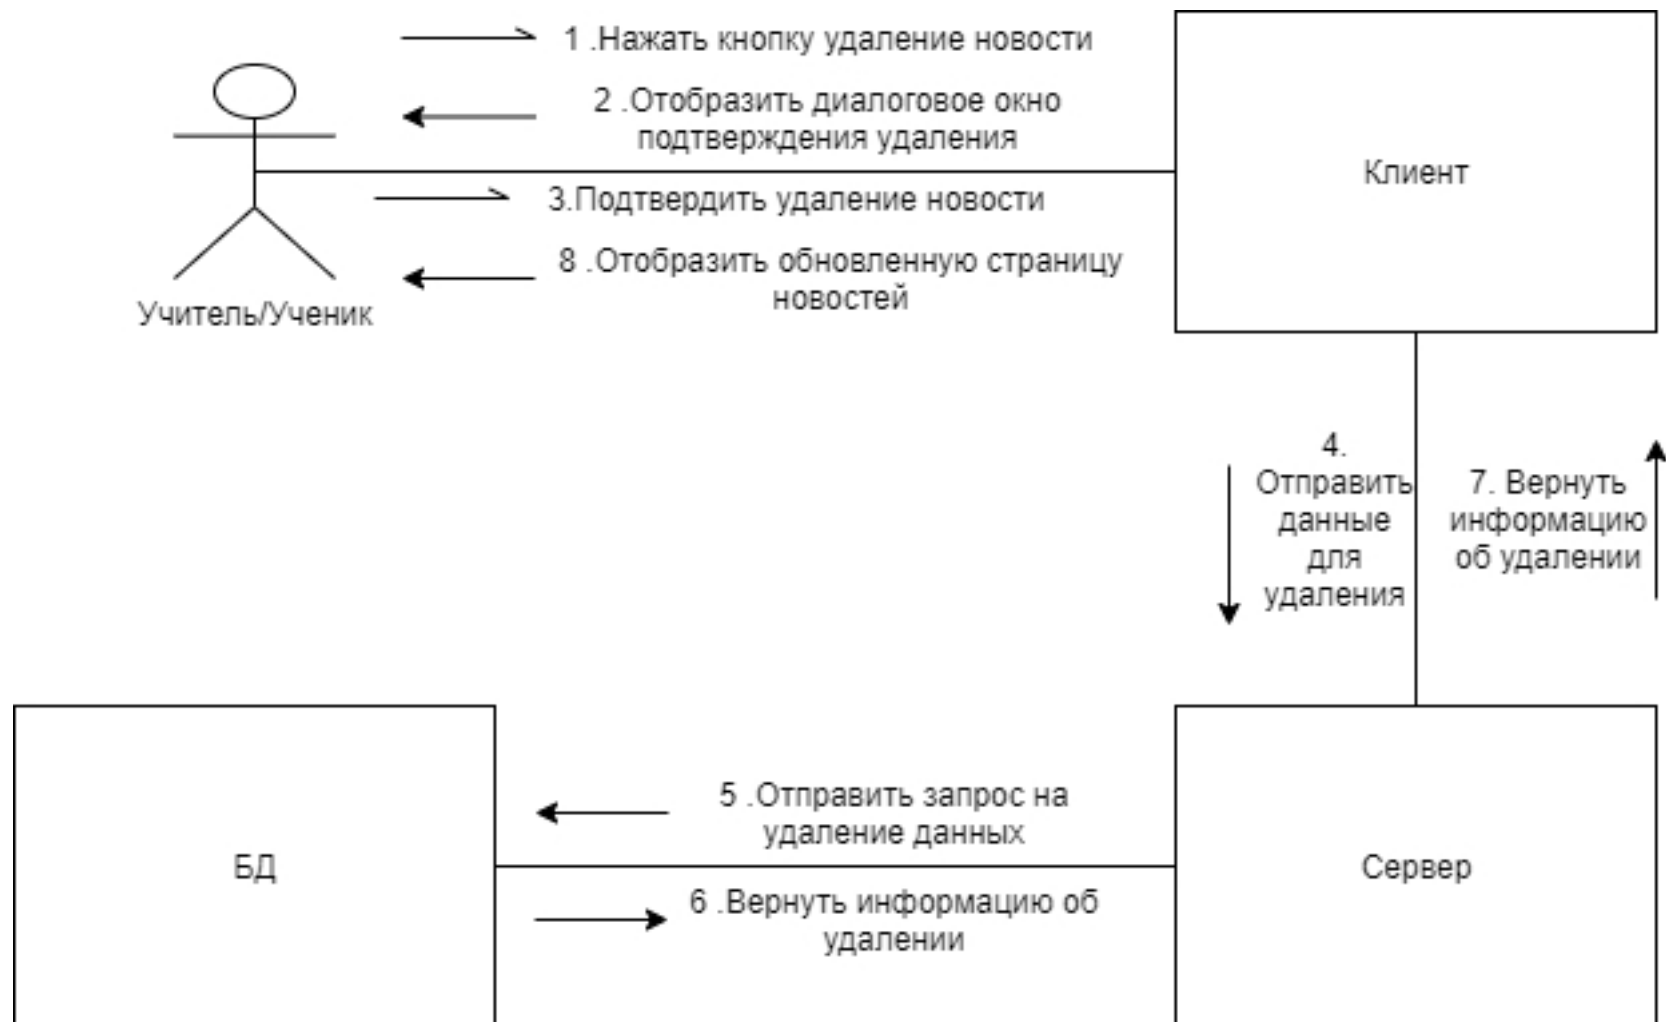 1 .Нажать кнопку удаление новости
2 .Отобразить диалоговое окно
подтверждения удаления
Клиент
3.Подтвердить удаление новости
8 .Отобразить обновленную страницу
новостей
Учитель/Ученик
4.
Отправить
данные
для
удаления
7. Вернуть
информацию
об удалении
5 .Отправить запрос на
удаление данных
БД
Сервер
6 .Вернуть информацию об
удалении